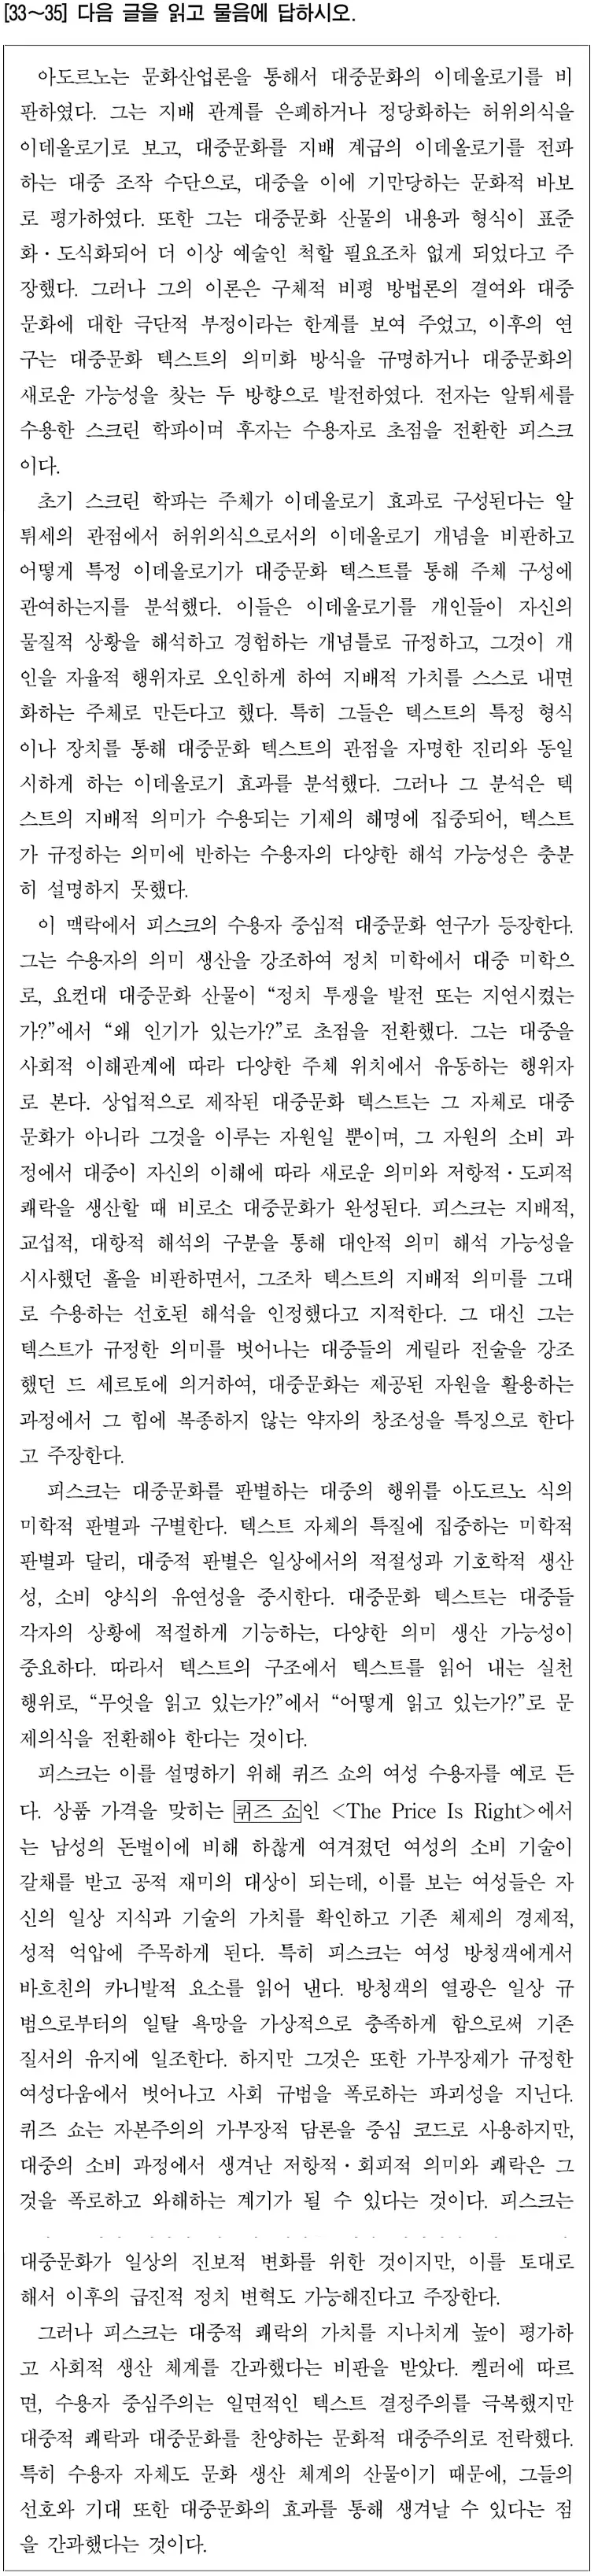 [33～35] 다음 글을 읽고 물음에 답하시오.
아도르노는 문화산업론을 통해서 대중문화의 이데올로기를 비
판하였다. 그는 지배 관계를 은폐하거나 정당화하는 허위의식을
이데올로기로 보고, 대중문화를 지배 계급의 이데올로기를 전파
하는 대중 조작 수단으로, 대중을 이에 기만당하는 문화적 바보
로 평가하였다. 또한 그는 대중문화 산물의 내용과 형식이 표준
화･도식화되어 더 이상 예술인 척할 필요조차 없게 되었다고 주
장했다. 그러나 그의 이론은 구체적 비평 방법론의 결여와 대중
문화에 대한 극단적 부정이라는 한계를 보여 주었고, 이후의 연
구는 대중문화 텍스트의 의미화 방식을 규명하거나 대중문화의
새로운 가능성을 찾는 두 방향으로 발전하였다. 전자는 알튀세를
수용한 스크린 학파이며 후자는 수용자로 초점을 전환한 피스크
이다.
초기 스크린 학파는 주체가 이데올로기 효과로 구성된다는 알
튀세의 관점에서 허위의식으로서의 이데올로기 개념을 비판하고
어떻게 특정 이데올로기가 대중문화 텍스트를 통해 주체 구성에
관여하는지를 분석했다. 이들은 이데올로기를 개인들이 자신의
물질적 상황을 해석하고 경험하는 개념틀로 규정하고, 그것이 개
인을 자율적 행위자로 오인하게 하여 지배적 가치를 스스로 내면
화하는 주체로 만든다고 했다. 특히 그들은 텍스트의 특정 형식
이나 장치를 통해 대중문화 텍스트의 관점을 자명한 진리와 동일
시하게 하는 이데올로기 효과를 분석했다. 그러나 그 분석은 텍
스트의 지배적 의미가 수용되는 기제의 해명에 집중되어, 텍스트
가 규정하는 의미에 반하는 수용자의 다양한 해석 가능성은 충분
히 설명하지 못했다.
이 맥락에서 피스크의 수용자 중심적 대중문화 연구가 등장한다.
그는 수용자의 의미 생산을 강조하여 정치 미학에서 대중 미학으
로, 요컨대 대중문화 산물이 “정치 투쟁을 발전 또는 지연시켰는
가?”에서 “왜 인기가 있는가?”로 초점을 전환했다. 그는 대중을
사회적 이해관계에 따라 다양한 주체 위치에서 유동하는 행위자
로 본다. 상업적으로 제작된 대중문화 텍스트는 그 자체로 대중
문화가 아니라 그것을 이루는 자원일 뿐이며, 그 자원의 소비 과
정에서 대중이 자신의 이해에 따라 새로운 의미와 저항적･도피적
쾌락을 생산할 때 비로소 대중문화가 완성된다. 피스크는 지배적,
교섭적, 대항적 해석의 구분을 통해 대안적 의미 해석 가능성을
시사했던 홀을 비판하면서, 그조차 텍스트의 지배적 의미를 그대
로 수용하는 선호된 해석을 인정했다고 지적한다. 그 대신 그는
텍스트가 규정한 의미를 벗어나는 대중들의 게릴라 전술을 강조
했던 드 세르토에 의거하여, 대중문화는 제공된 자원을 활용하는
과정에서 그 힘에 복종하지 않는 약자의 창조성을 특징으로 한다
고 주장한다.
피스크는 대중문화를 판별하는 대중의 행위를 아도르노 식의
미학적 판별과 구별한다. 텍스트 자체의 특질에 집중하는 미학적
판별과 달리, 대중적 판별은 일상에서의 적절성과 기호학적 생산
성, 소비 양식의 유연성을 중시한다. 대중문화 텍스트는 대중들
각자의 상황에 적절하게 기능하는, 다양한 의미 생산 가능성이
중요하다. 따라서 텍스트의 구조에서 텍스트를 읽어 내는 실천
행위로, “무엇을 읽고 있는가?”에서 “어떻게 읽고 있는가?”로 문
제의식을 전환해야 한다는 것이다.
피스크는 이를 설명하기 위해 퀴즈 쇼의 여성 수용자를 예로 든
다. 상품 가격을 맞히는 퀴즈 쇼인 <The Price Is Right>에서
는 남성의 돈벌이에 비해 하찮게 여겨졌던 여성의 소비 기술이
갈채를 받고 공적 재미의 대상이 되는데, 이를 보는 여성들은 자
신의 일상 지식과 기술의 가치를 확인하고 기존 체제의 경제적,
성적 억압에 주목하게 된다. 특히 피스크는 여성 방청객에게서
바흐친의 카니발적 요소를 읽어 낸다. 방청객의 열광은 일상 규
범으로부터의 일탈 욕망을 가상적으로 충족하게 함으로써 기존
질서의 유지에 일조한다. 하지만 그것은 또한 가부장제가 규정한
여성다움에서 벗어나고 사회 규범을 폭로하는 파괴성을 지닌다.
퀴즈 쇼는 자본주의의 가부장적 담론을 중심 코드로 사용하지만,
대중의 소비 과정에서 생겨난 저항적･회피적 의미와 쾌락은 그
것을 폭로하고 와해하는 계기가 될 수 있다는 것이다. 피스크는
대중문화가 일상의 진보적 변화를 위한 것이지만, 이를 토대로
해서 이후의 급진적 정치 변혁도 가능해진다고 주장한다.
그러나 피스크는 대중적 쾌락의 가치를 지나치게 높이 평가하
고 사회적 생산 체계를 간과했다는 비판을 받았다. 켈러에 따르
면, 수용자 중심주의는 일면적인 텍스트 결정주의를 극복했지만
대중적 쾌락과 대중문화를 찬양하는 문화적 대중주의로 전락했다.
특히 수용자 자체도 문화 생산 체계의 산물이기 때문에, 그들의
선호와 기대 또한 대중문화의 효과를 통해 생겨날 수 있다는 점
을 간과했다는 것이다.